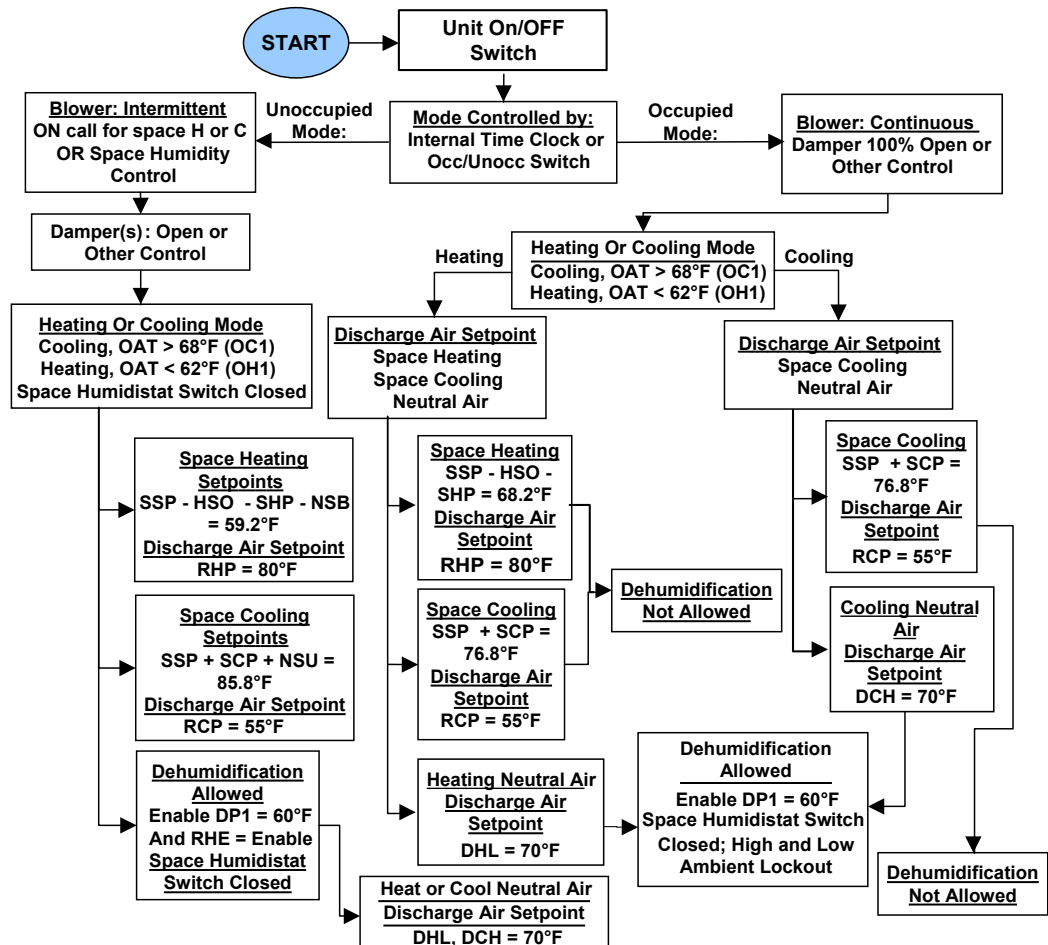 START
Unit On/OFF
Switch
Blower: Intermittent
ON call for space H or C
OR Space Humidity
Control
Unoccupied
Mode:
Mode Controlled by:
Internal Time Clock or
Occ/Unocc Switch
Occupied
Mode:
Blower: Continuous
Damper 100% Open or
Other Control
Damper(s): Open or
Other Control
Heating
Heating Or Cooling Mode
Cooling, OAT > 68°F (OC1)
Heating, OAT < 62°F (OH1)
Cooling
Heating Or Cooling Mode
Cooling, OAT > 68°F (OC1)
Heating, OAT < 62°F (OH1)
Space Humidistat Switch Closed
Discharge Air Setpoint
Space Heating
Space Cooling
Neutral Air
Discharge Air Setpoint
Space Cooling
Neutral Air
Space Heating
Setpoints
SSP - HSO - SHP - NSB
= 59.2°F
Discharge Air Setpoint
RHP = 80°F
Space Heating
SSP - HSO -
SHP = 68.2°F
Discharge Air
Setpoint
RHP = 80°F
Space Cooling
SSP + SCP =
76.8°F
Discharge Air
Setpoint
RCP = 55°F
Dehumidification
Not Allowed
Space Cooling
Setpoints
SSP + SCP + NSU =
85.8°F
Discharge Air Setpoint
RCP = 55°F
Space Cooling
SSP + SCP =
76.8°F
Discharge Air
Setpoint
RCP = 55°F
Cooling Neutral
Air
Discharge Air
Setpoint
DCH = 70°F
Dehumidification
Allowed
Enable DP1 = 60°F
And RHE = Enable
Space Humidistat
Switch Closed
Heating Neutral Air
Discharge Air
Setpoint
DHL = 70°F
Dehumidification
Allowed
Enable DP1 = 60°F
Space Humidistat Switch
Closed; High and Low
Ambient Lockout
Dehumidification
Not Allowed
Heat or Cool Neutral Air
Discharge Air Setpoint
DHL, DCH = 70°F